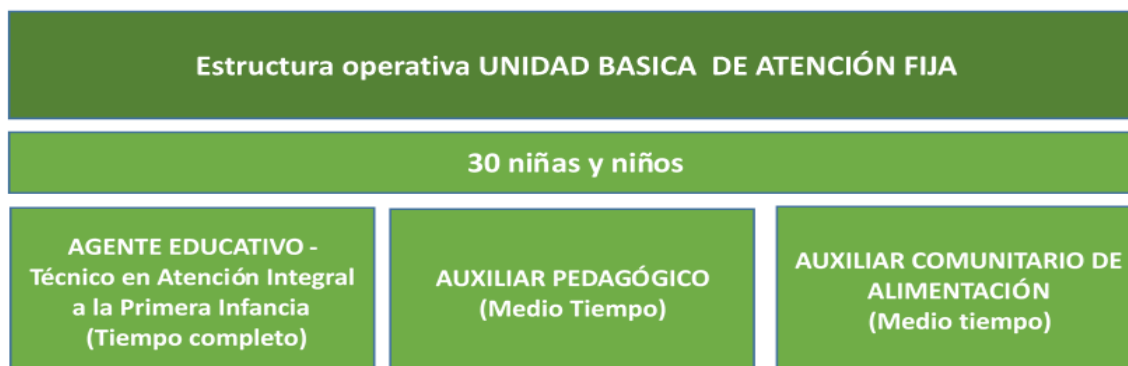 Estructura operativa UNIDAD BASICA DE ATENCIÓN FIJA
30 niñas y niños
AGENTE EDUCATIVO -
Técnico en Atención Integral
a la Primera Infancia
(Tiempo completo)
AUXILIAR PEDAGÓGICO
(Medio Tiempo)
AUXILIAR COMUNITARIO DE
ALIMENTACIÓN
(Medio tiempo)